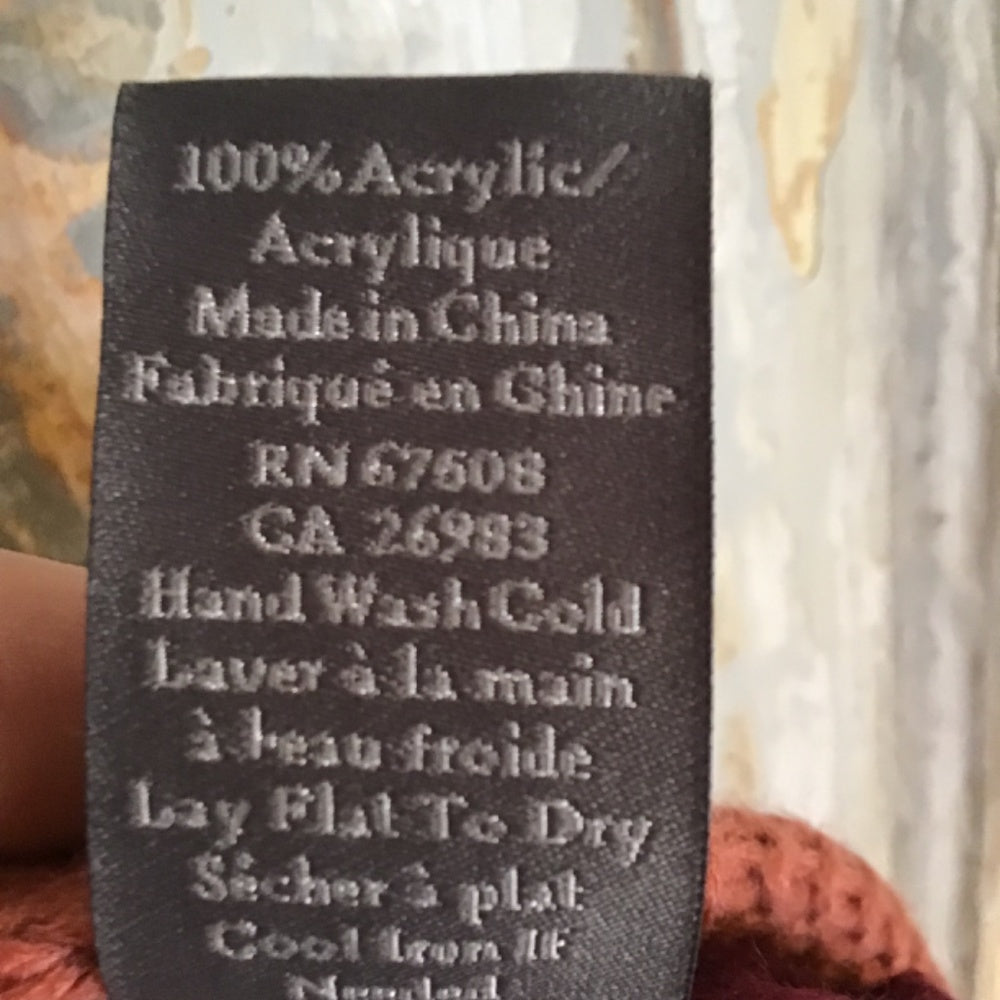 100% Acrylic/
Acrylique
Made in China
Fabriqué en Chine
RN 67608
CA 26983
Hand Wash Cold
Laver à la main
à l'eau froide
Lay Flat To Dry
Sécher à plat
Cool Iron If
Needed